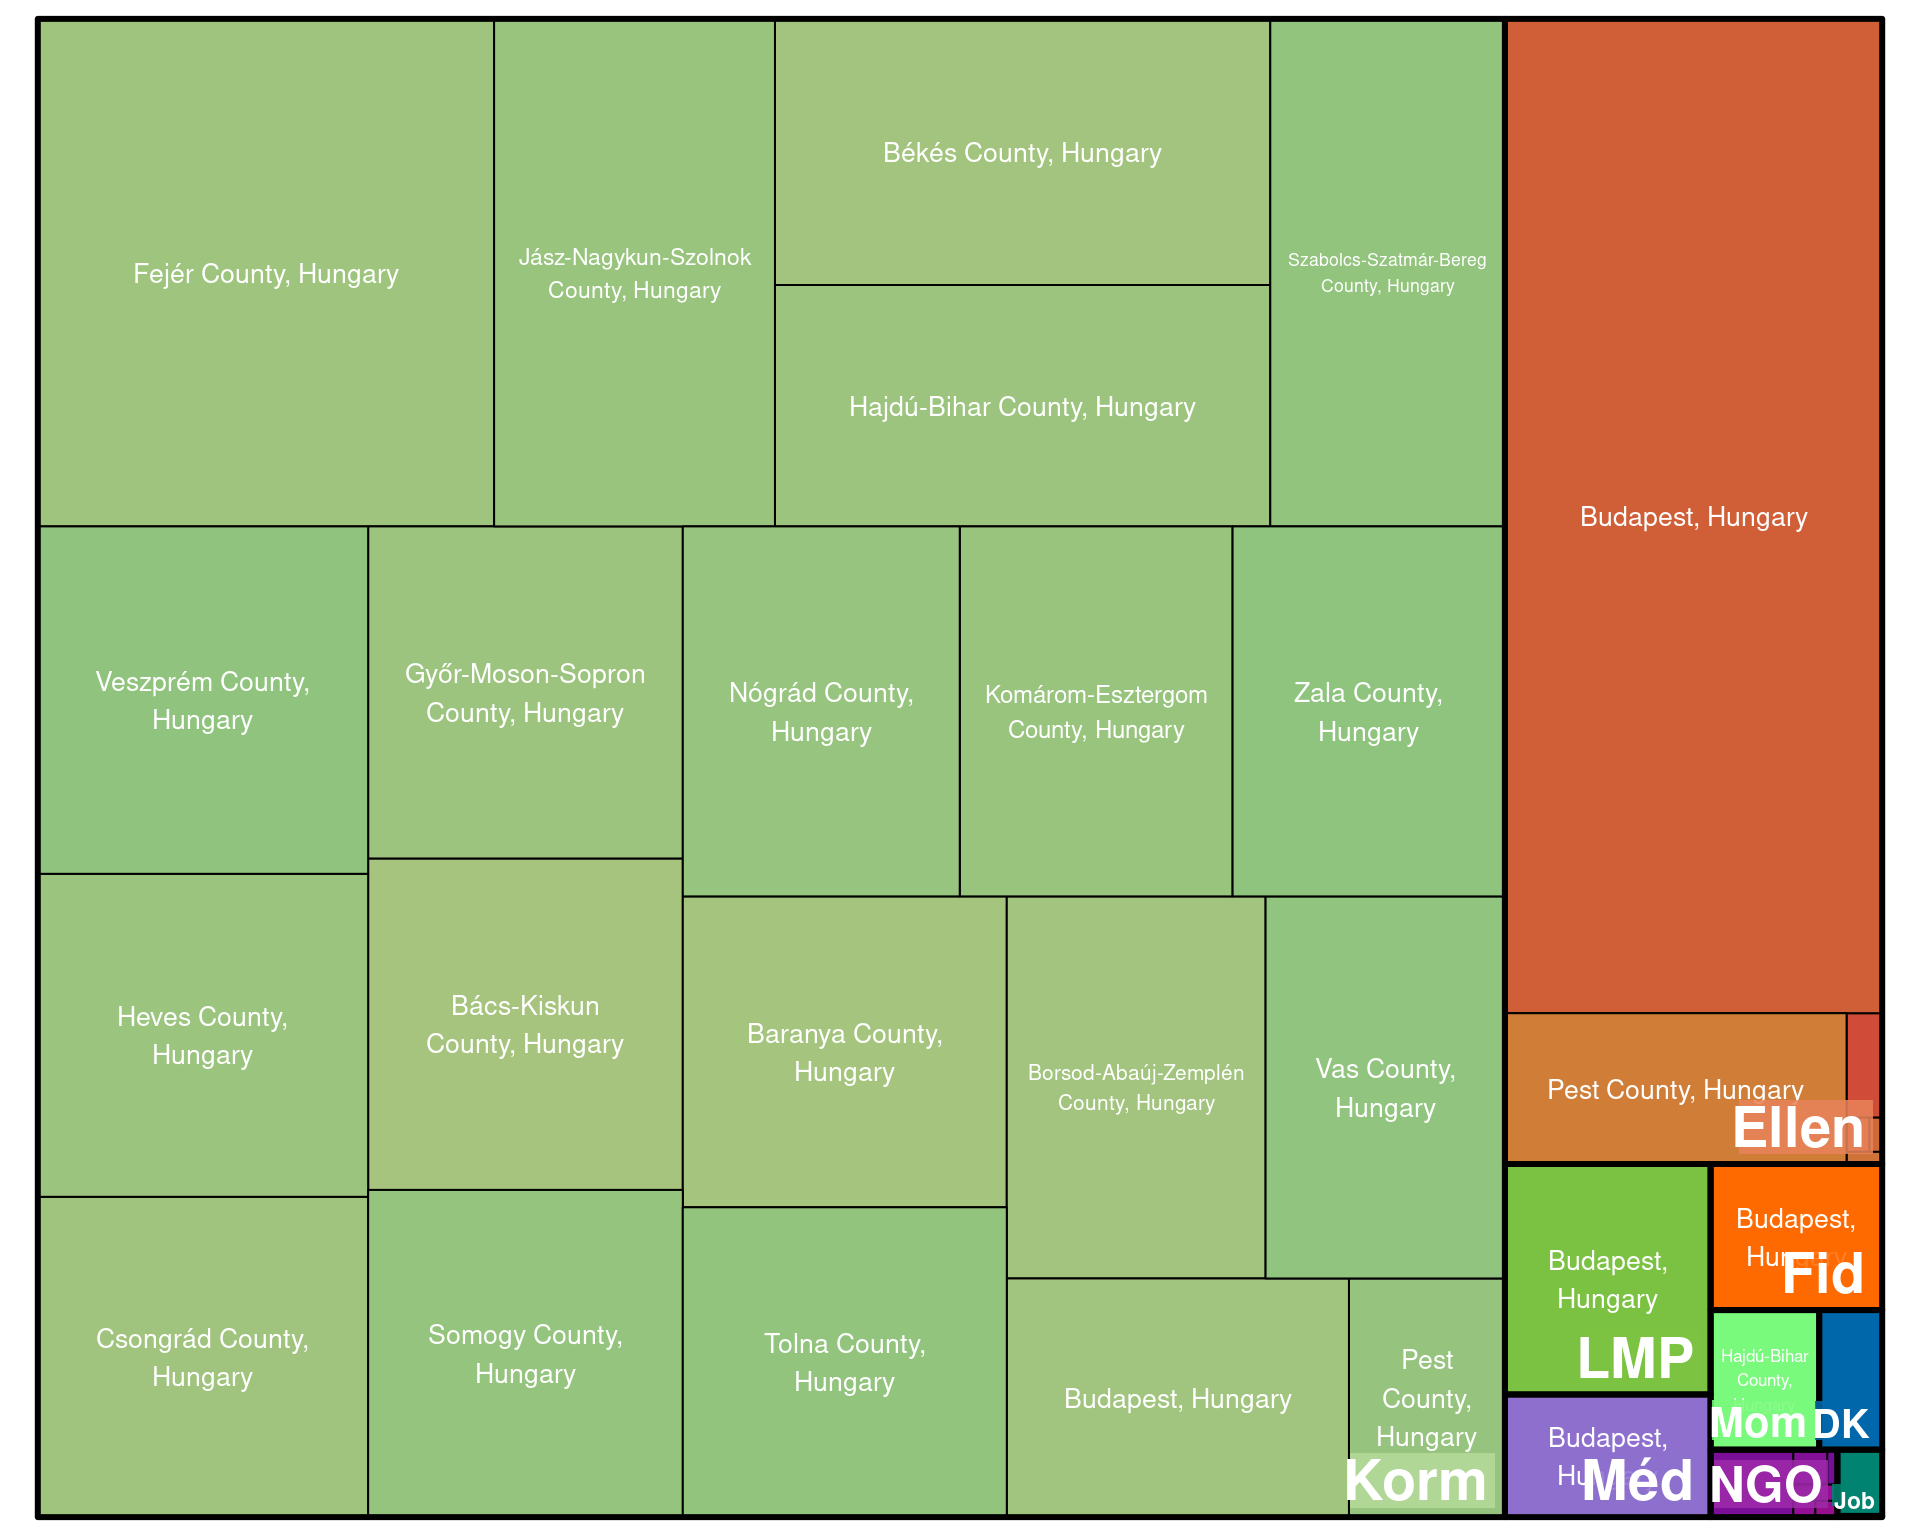 Fejér County, Hungary
Jász-Nagykun-Szolnok
County, Hungary
Békés County, Hungary
Hajdú-Bihar County, Hungary
Szabolcs-Szatmár-Bereg
County, Hungary
Veszprém County,
Hungary
Győr-Moson-Sopron
County, Hungary
Nógrád County,
Hungary
Komárom-Esztergom
County, Hungary
Zala County,
Hungary
Heves County,
Hungary
Bács-Kiskun
County, Hungary
Baranya County,
Hungary
Borsod-Abaúj-Zemplén
County, Hungary
Vas County,
Hungary
Csongrád County,
Hungary
Somogy County,
Hungary
Tolna County,
Hungary
Budapest, Hungary
Pest
County,
Hungary
Korm
Budapest, Hungary
Pest County, Hungary
Ellen
Budapest,
Hungary
LMP
Budapest,
Hungary
Fid
Budapest,
Méd
Hajdú-Bihar
County,
Hungary
Mom
DK
NGO
Job